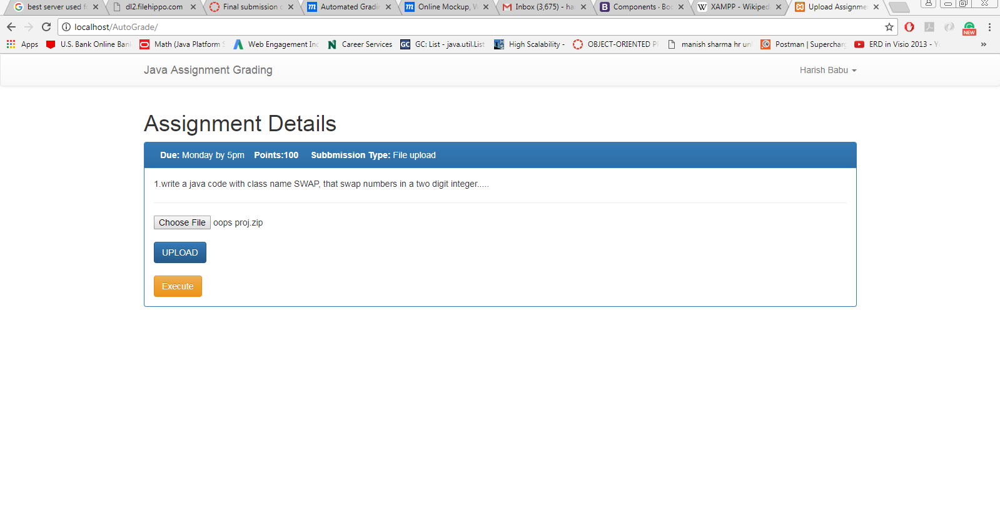 best server used f
dl2.filehippo.com
Final submission
Automated Gradin
Online Mockup, W
Inbox (3,675) - ha
Components · Boo
XAMPP - Wikiped
Upload Assignme
localhost/AutoGrade/
NEW
Apps
U.S. Bank Online Ban
Math (Java Platform S
Web Engagement Inc
Career Services
GC: List - java.util.List
High Scalability -
OBJECT-ORIENTED P
manish sharma hr un
Postman | Supercharg
ERD in Visio 2013 - Yo
»
Java Assignment Grading
Harish Babu
Assignment Details
Due: Monday by 5pm Points:100 Subbmission Type: File upload
1.write a java code with class name SWAP, that swap numbers in a two digit integer.....
Choose File oops proj.zip
UPLOAD
Execute